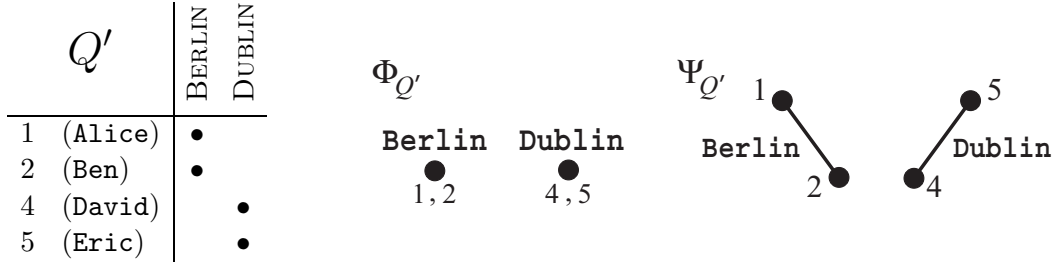 Q′ BERLIN DUBLIN
1 (Alice) •
2 (Ben) •
4 (David) •
5 (Eric) •
Φ_Q′
Berlin Dublin
1 , 2 4 , 5
Ψ_Q′
1 5
Berlin Dublin
2 4